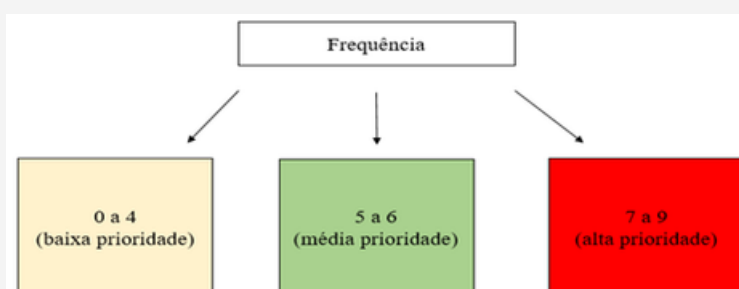 Frequência
0 a 4
(baixa prioridade)
5 a 6
(média prioridade)
7 a 9
(alta prioridade)